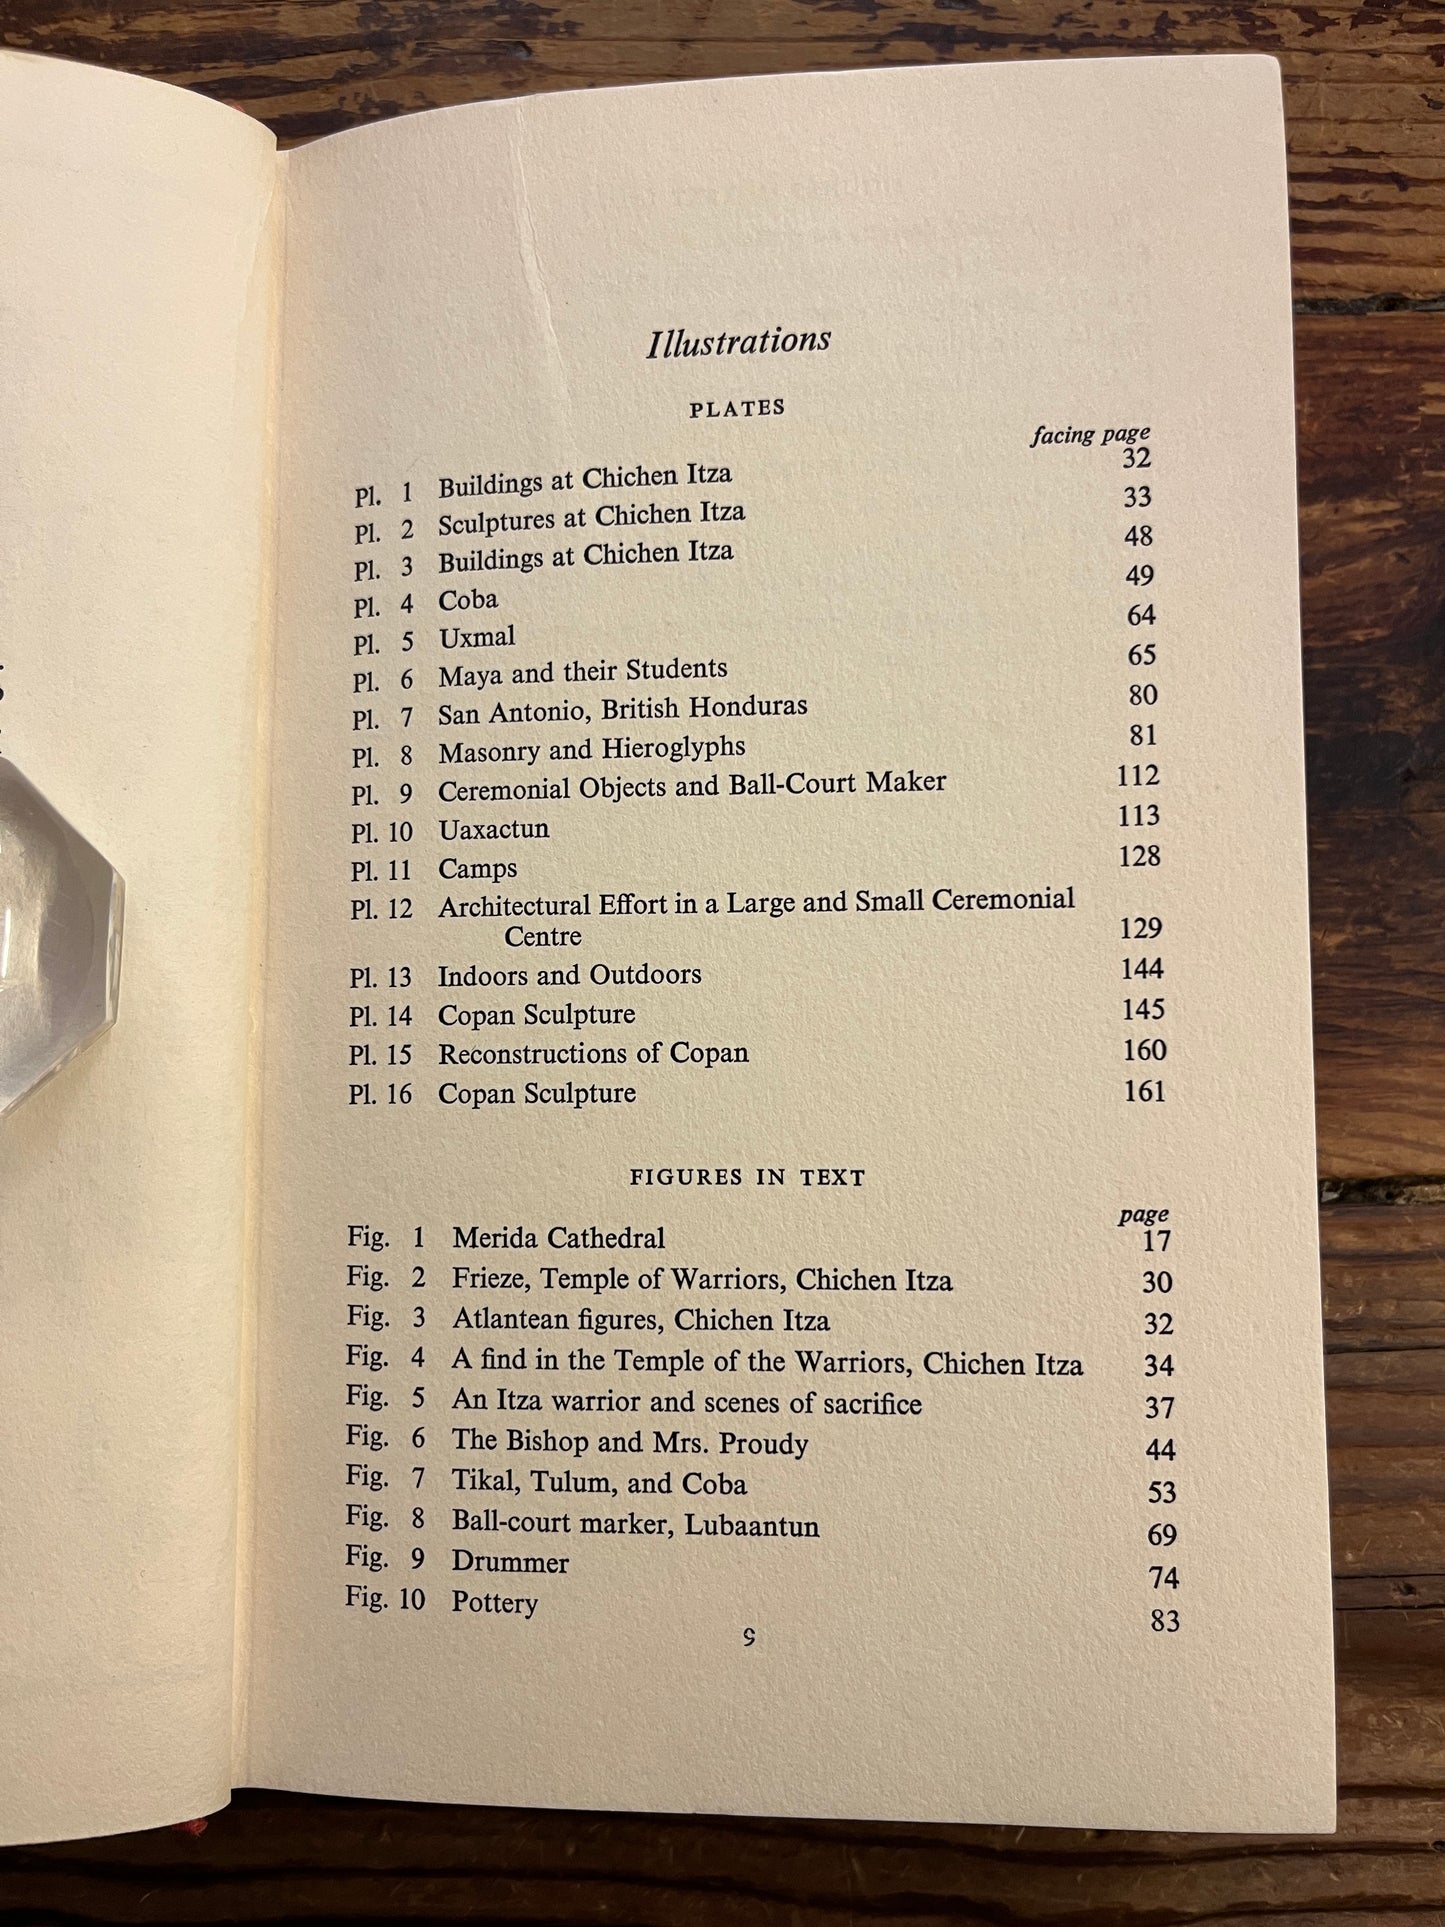 Illustrations
PLATES
facing page
Pl. 1 Buildings at Chichen Itza 32
Pl. 2 Sculptures at Chichen Itza 33
Pl. 3 Buildings at Chichen Itza 48
Pl. 4 Coba 49
Pl. 5 Uxmal 64
Pl. 6 Maya and their Students 65
Pl. 7 San Antonio, British Honduras 80
Pl. 8 Masonry and Hieroglyphs 81
Pl. 9 Ceremonial Objects and Ball-Court Maker 112
Pl. 10 Uaxactun 113
Pl. 11 Camps 128
Pl. 12 Architectural Effort in a Large and Small Ceremonial
Centre 129
Pl. 13 Indoors and Outdoors 144
Pl. 14 Copan Sculpture 145
Pl. 15 Reconstructions of Copan 160
Pl. 16 Copan Sculpture 161
FIGURES IN TEXT
page
Fig. 1 Merida Cathedral 17
Fig. 2 Frieze, Temple of Warriors, Chichen Itza 30
Fig. 3 Atlantean figures, Chichen Itza 32
Fig. 4 A find in the Temple of the Warriors, Chichen Itza 34
Fig. 5 An Itza warrior and scenes of sacrifice 37
Fig. 6 The Bishop and Mrs. Proudy 44
Fig. 7 Tikal, Tulum, and Coba 53
Fig. 8 Ball-court marker, Lubaantun 69
Fig. 9 Drummer 74
Fig. 10 Pottery 83